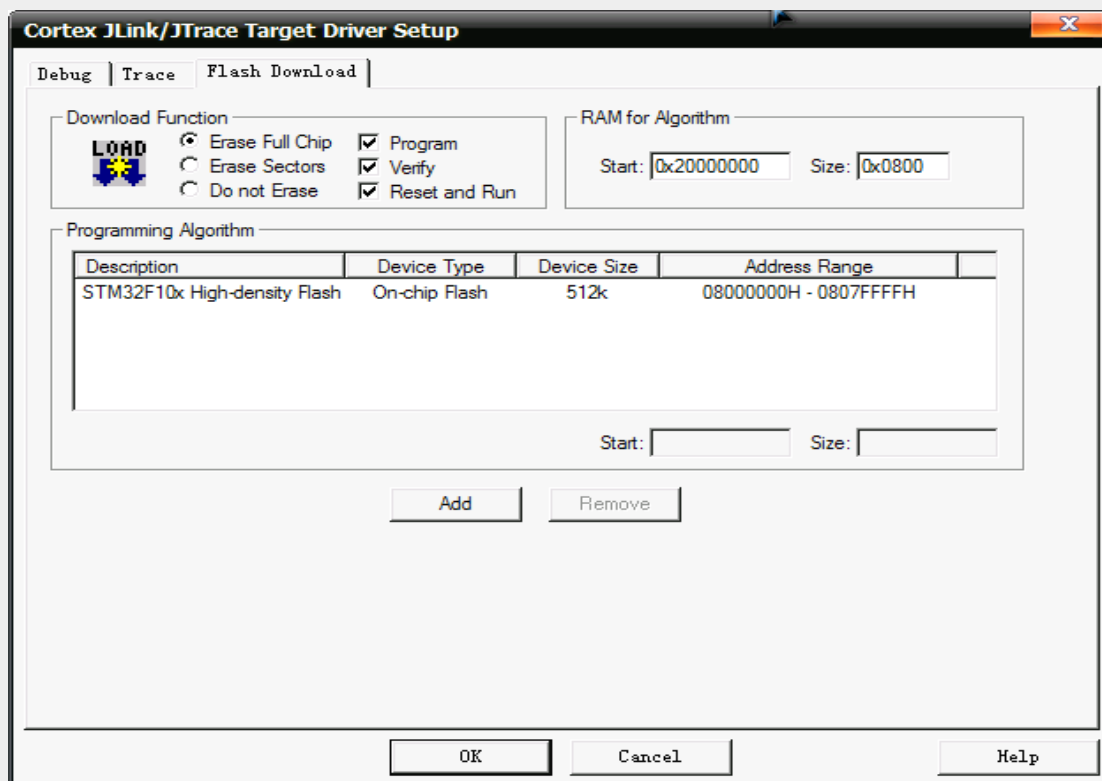 Cortex JLink/JTrace Target Driver Setup
Debug Trace Flash Download
Download Function
LOAD
Erase Full Chip
Erase Sectors
Do not Erase
Program
Verify
Reset and Run
RAM for Algorithm
Start: 0x20000000 Size: 0x0800
Programming Algorithm
Description Device Type Device Size Address Range
STM32F10x High-density Flash On-chip Flash 512k 08000000H - 0807FFFFH
Start: Size:
Add Remove
OK Cancel Help